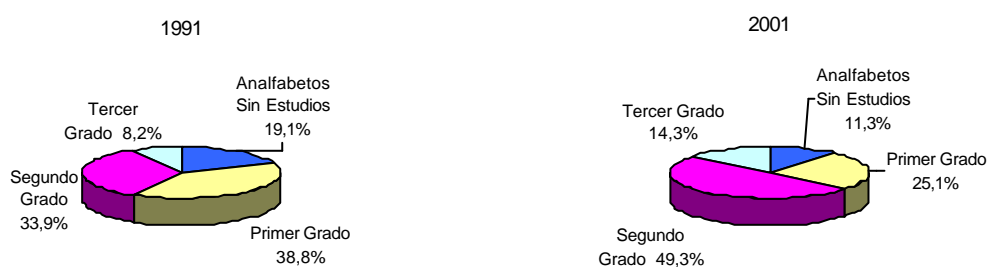 1991
Analfabetos
Sin Estudios
19,1%
Tercer
Grado 8,2%
Segundo
Grado
33,9%
Primer Grado
38,8%
2001
Analfabetos
Sin Estudios
11,3%
Tercer Grado
14,3%
Primer Grado
25,1%
Segundo
Grado 49,3%